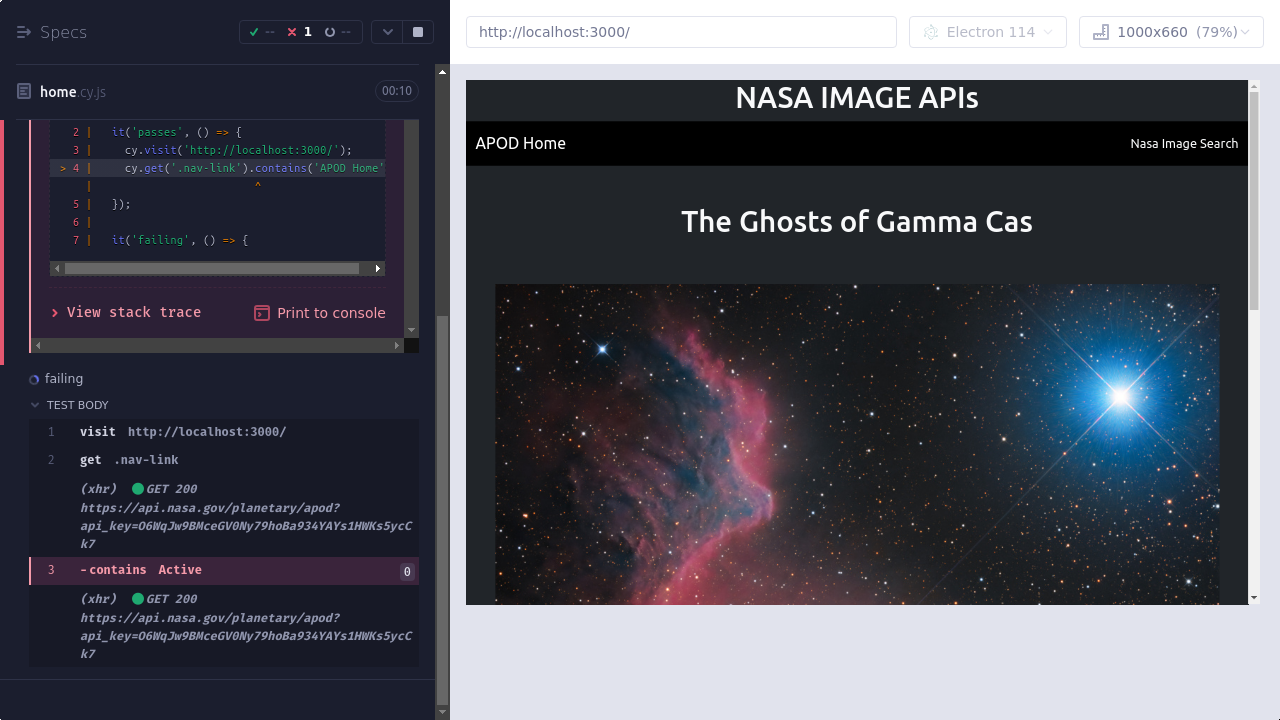 Specs
-- 1 --
home.cy.js
00:10
2 | it('passes', () => {
3 | cy.visit('http://localhost:3000/');
> 4 | cy.get('.nav-link').contains('APOD Home'
| ^
5 | });
6 |
7 | it('failing', () => {
View stack trace
Print to console
failing
TEST BODY
1 visit http://localhost:3000/
2 get .nav-link
(xhr) GET 200
https://api.nasa.gov/planetary/apod?
api_key=O6WqJw9BMceGV0Ny79hoBa934YAYs1HWKs5ycC
k7
3 -contains Active 0
(xhr) GET 200
https://api.nasa.gov/planetary/apod?
api_key=O6WqJw9BMceGV0Ny79hoBa934YAYs1HWKs5ycC
k7
http://localhost:3000/
Electron 114
1000x660 (79%)
NASA IMAGE APIs
APOD Home
Nasa Image Search
The Ghosts of Gamma Cas